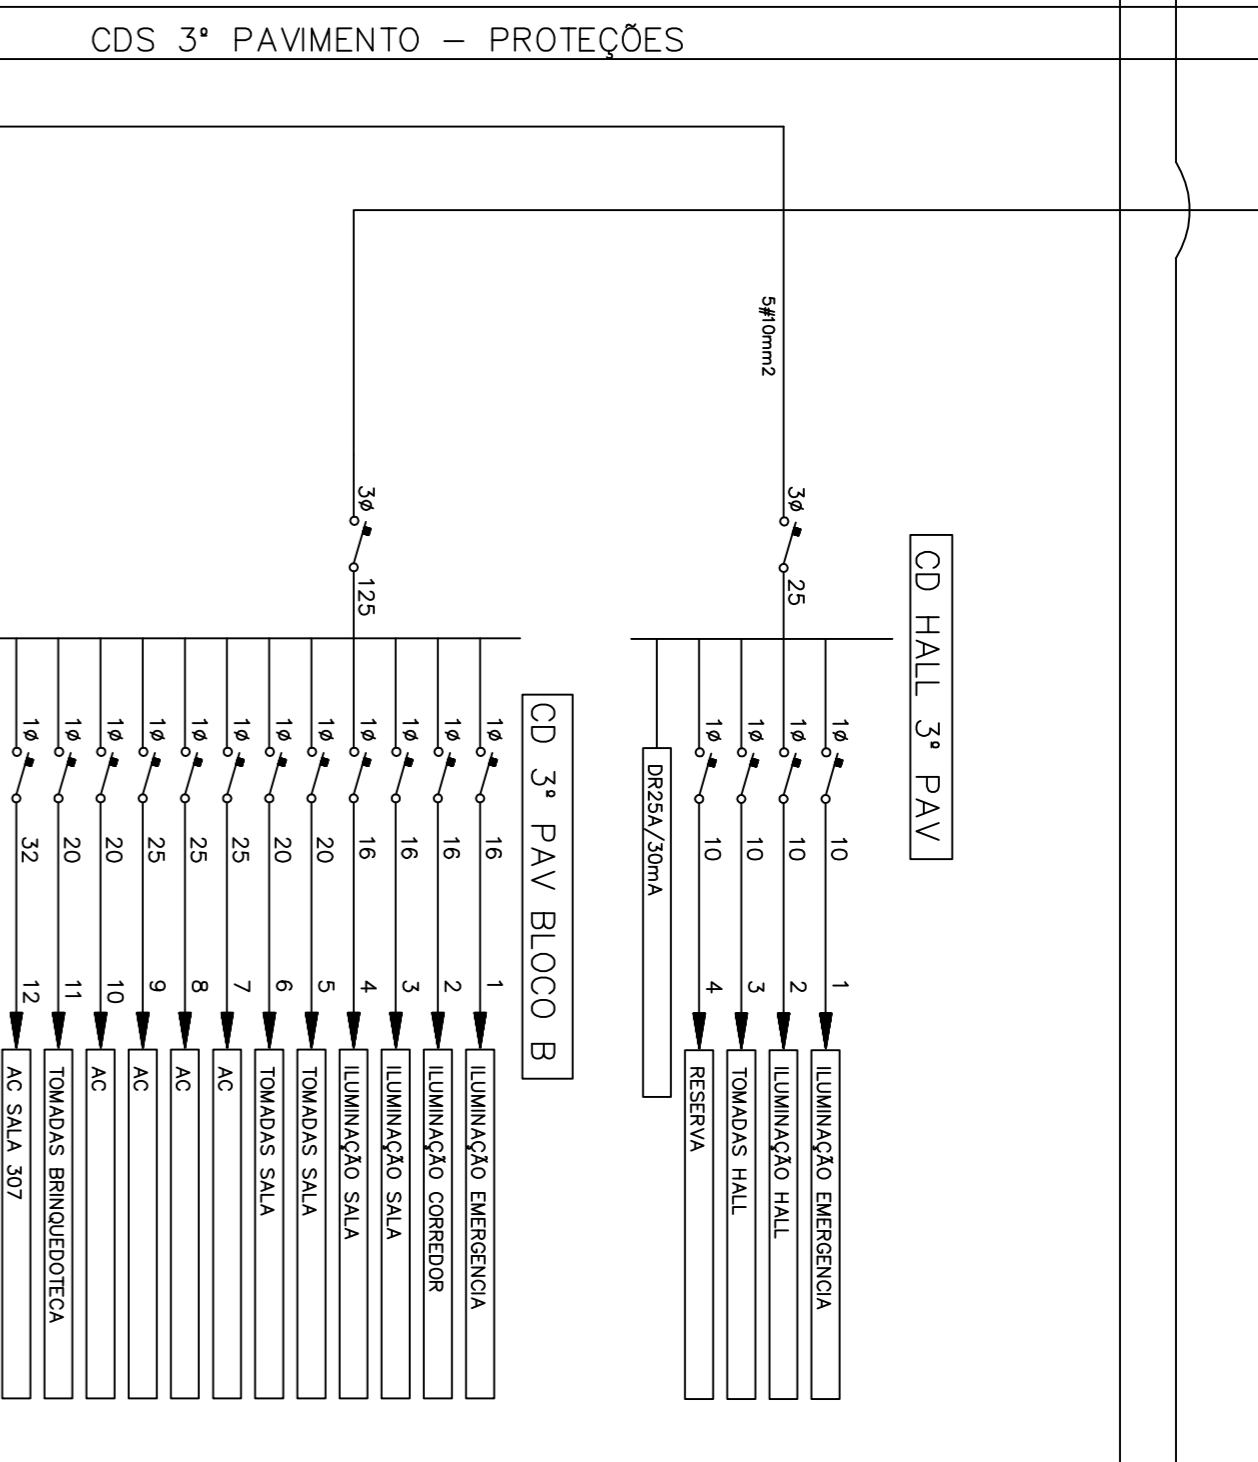 CDS 3º PAVIMENTO – PROTEÇÕES
5#10mm2
3ø
25
CD HALL 3º PAV
1ø 10 1 ILUMINAÇÃO EMERGENCIA
1ø 10 2 ILUMINAÇÃO HALL
1ø 10 3 TOMADAS HALL
1ø 10 4 RESERVA
DR25A/30mA
3ø
125
CD 3º PAV BLOCO B
1ø 16 1 ILUMINAÇÃO EMERGENCIA
1ø 16 2 ILUMINAÇÃO CORREDOR
1ø 16 3 ILUMINAÇÃO SALA
1ø 16 4 ILUMINAÇÃO SALA
1ø 20 5 TOMADAS SALA
1ø 20 6 TOMADAS SALA
1ø 25 7 AC
1ø 25 8 AC
1ø 25 9 AC
1ø 20 10 AC
1ø 20 11 TOMADAS BRINQUEDOTECA
1ø 32 12 AC SALA 307